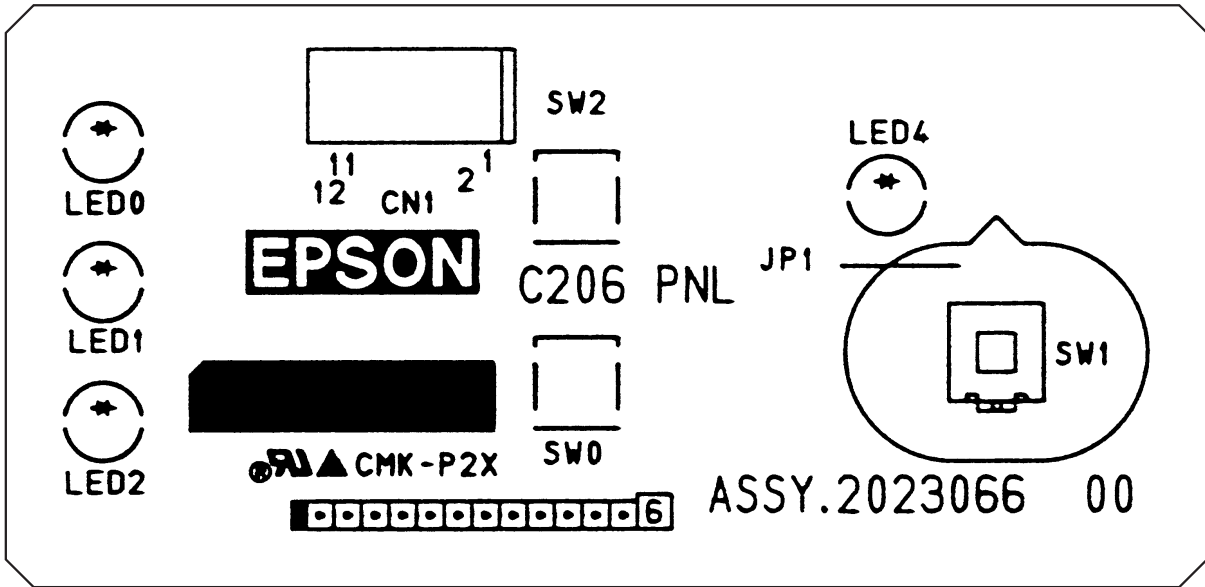 SW2
LED4
11
1
12
2
LED0
CN1
EPSON
JP1
C206 PNL
LED1
SW1
SW0
CMK-P2X
LED2
ASSY.2023066 00
6